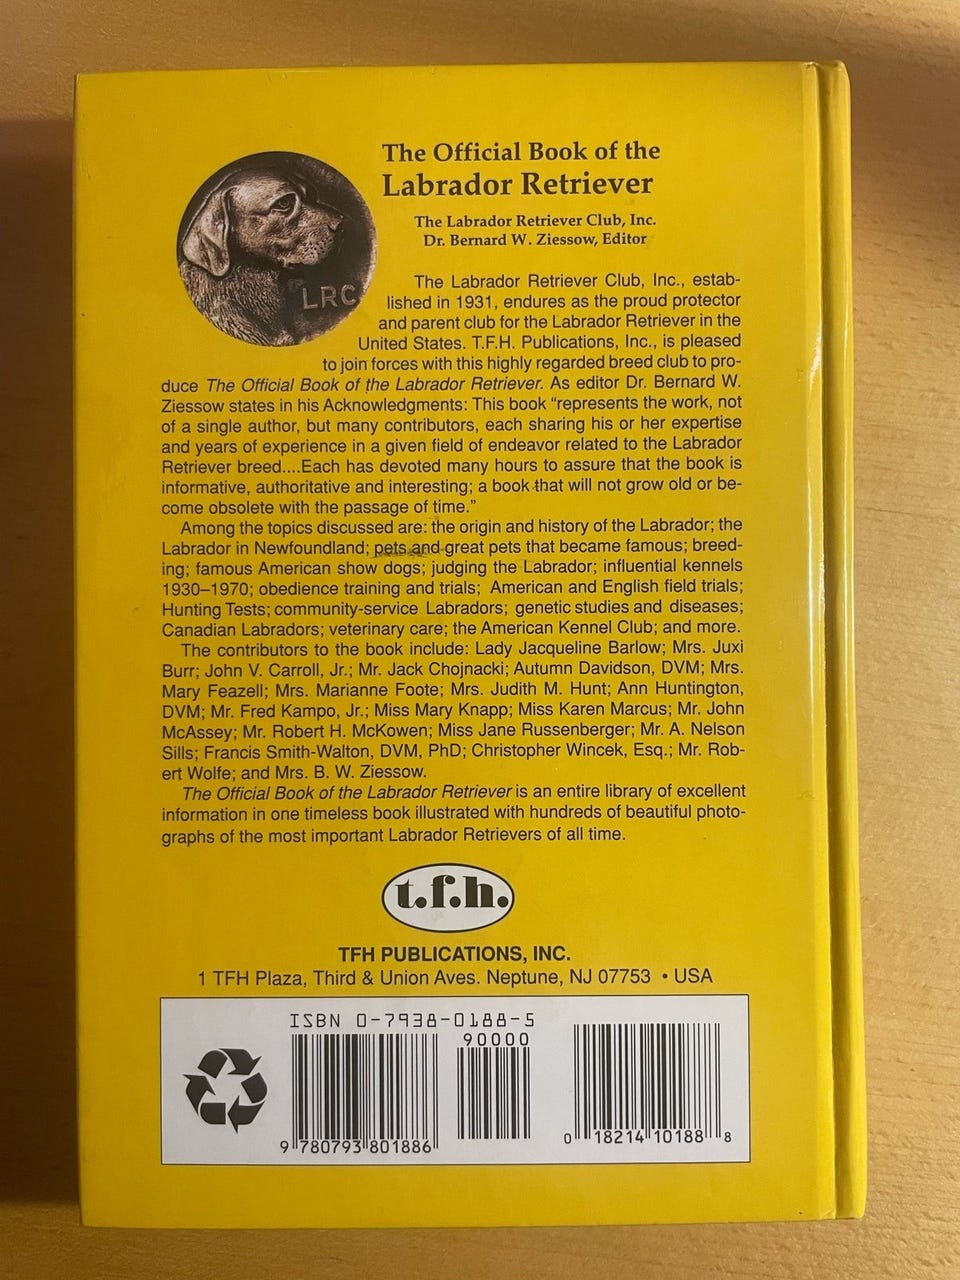 The Official Book of the
Labrador Retriever
The Labrador Retriever Club, Inc.
Dr. Bernard W. Ziessow, Editor
LRC
The Labrador Retriever Club, Inc., estab-
lished in 1931, endures as the proud protector
and parent club for the Labrador Retriever in the
United States. T.F.H. Publications, Inc., is pleased
to join forces with this highly regarded breed club to pro-
duce The Official Book of the Labrador Retriever. As editor Dr. Bernard W.
Ziessow states in his Acknowledgments: This book “represents the work, not
of a single author, but many contributors, each sharing his or her expertise
and years of experience in a given field of endeavor related to the Labrador
Retriever breed....Each has devoted many hours to assure that the book is
informative, authoritative and interesting; a book that will not grow old or be-
come obsolete with the passage of time.”
Among the topics discussed are: the origin and history of the Labrador; the
Labrador in Newfoundland; pets and great pets that became famous; breed-
ing; famous American show dogs; judging the Labrador; influential kennels
1930–1970; obedience training and trials; American and English field trials;
Hunting Tests; community-service Labradors; genetic studies and diseases;
Canadian Labradors; veterinary care; the American Kennel Club; and more.
The contributors to the book include: Lady Jacqueline Barlow; Mrs. Juxi
Burr; John V. Carroll, Jr.; Mr. Jack Chojnacki; Autumn Davidson, DVM; Mrs.
Mary Feazell; Mrs. Marianne Foote; Mrs. Judith M. Hunt; Ann Huntington,
DVM; Mr. Fred Kampo, Jr.; Miss Mary Knapp; Miss Karen Marcus; Mr. John
McAssey; Mr. Robert H. McKowen; Miss Jane Russenberger; Mr. A. Nelson
Sills; Francis Smith-Walton, DVM, PhD; Christopher Wincek, Esq.; Mr. Rob-
ert Wolfe; and Mrs. B. W. Ziessow.
The Official Book of the Labrador Retriever is an entire library of excellent
information in one timeless book illustrated with hundreds of beautiful photo-
graphs of the most important Labrador Retrievers of all time.
t.f.h.
TFH PUBLICATIONS, INC.
1 TFH Plaza, Third & Union Aves. Neptune, NJ 07753 • USA
ISBN 0-7938-0188-5
90000
9 780793 801886
0 18214 10188 8